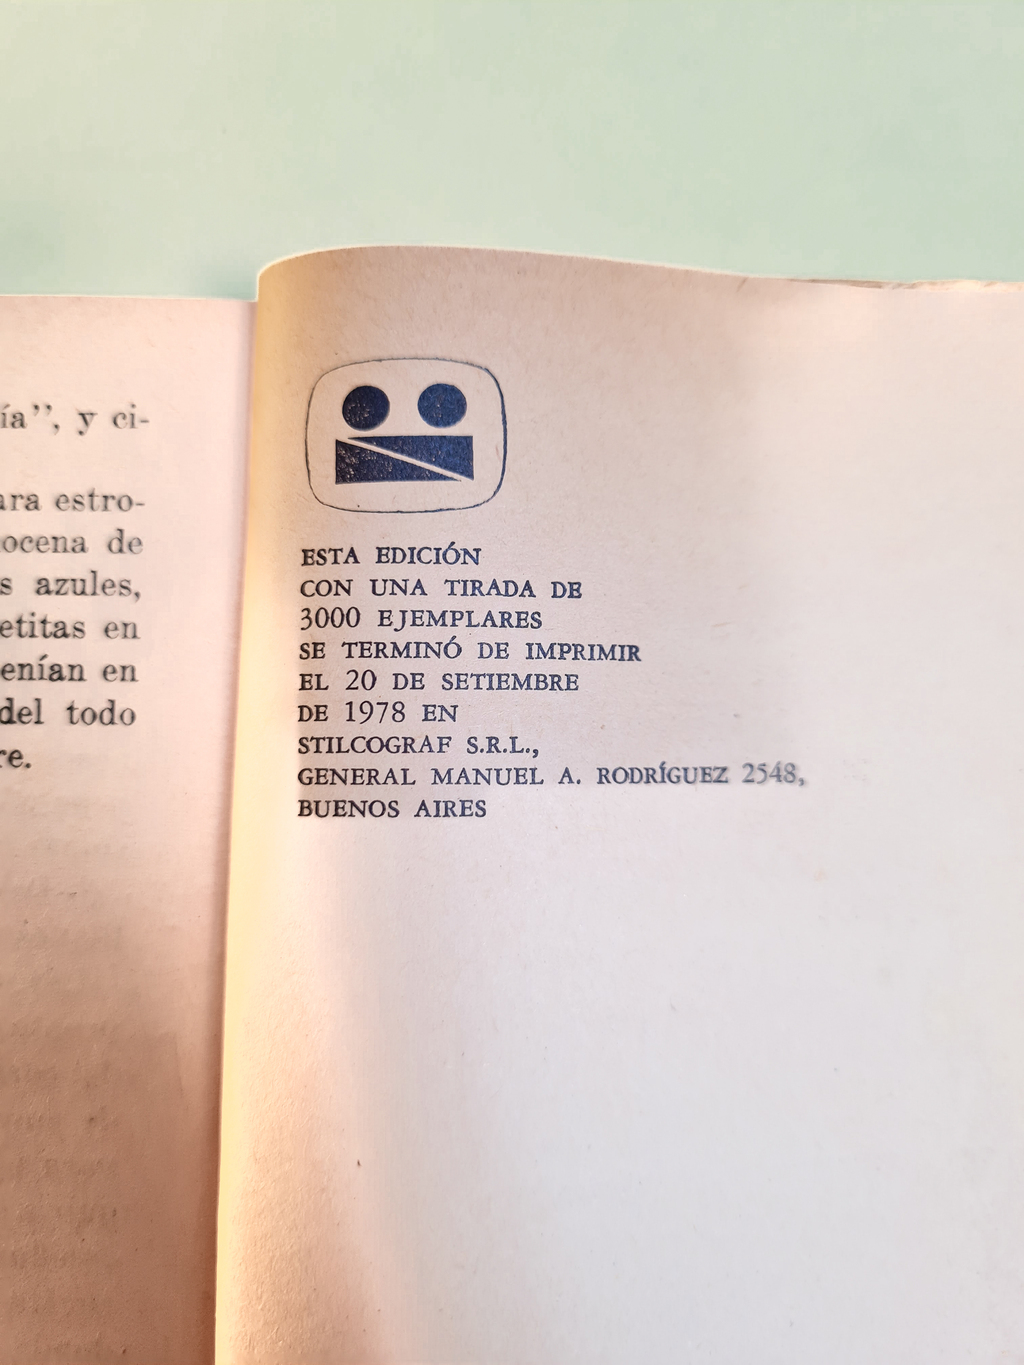 ía”, y ci-
ara estro-
ocena de
s azules,
etitas en
enían en
del todo
re.
ESTA EDICIÓN
CON UNA TIRADA DE
3000 EJEMPLARES
SE TERMINÓ DE IMPRIMIR
EL 20 DE SETIEMBRE
DE 1978 EN
STILCOGRAF S.R.L.,
GENERAL MANUEL A. RODRÍGUEZ 2548,
BUENOS AIRES